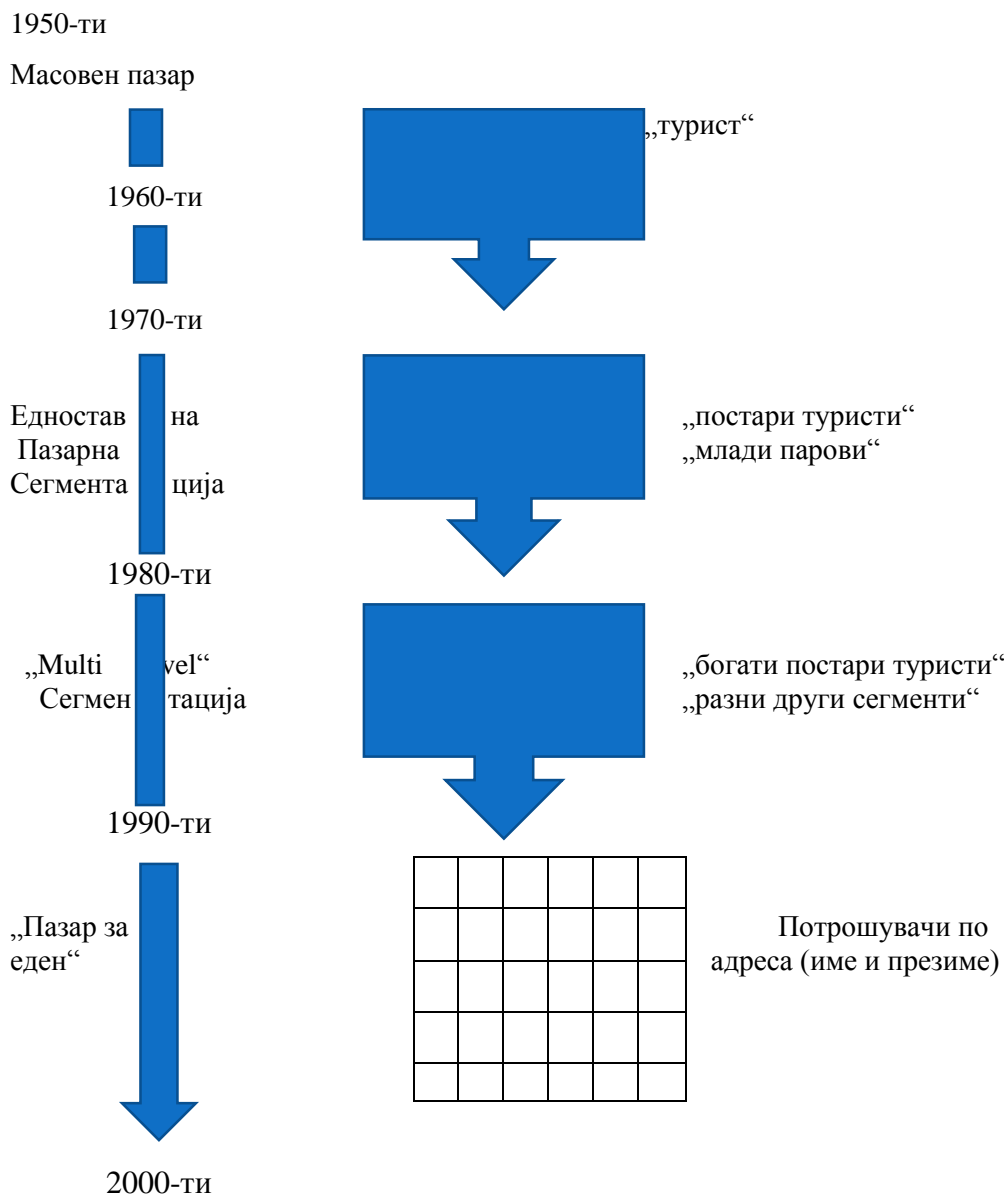 1950-ти
Масовен пазар
„турист“
1960-ти
1970-ти
Едностав на
Пазарна
Сегмента ција
„постари туристи“
„млади парови“
1980-ти
„Multi vel“
Сегмен тација
„богати постари туристи“
„разни други сегменти“
1990-ти
„Пазар за
еден“
Потрошувачи по
адреса (име и презиме)
2000-ти